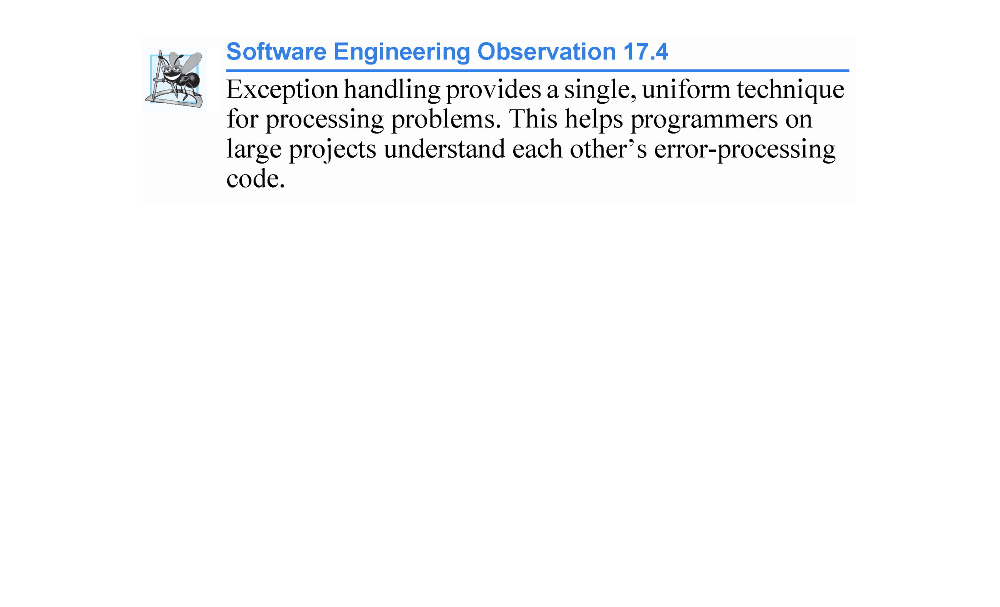 Software Engineering Observation 17.4
Exception handling provides a single, uniform technique
for processing problems. This helps programmers on
large projects understand each other’s error-processing
code.